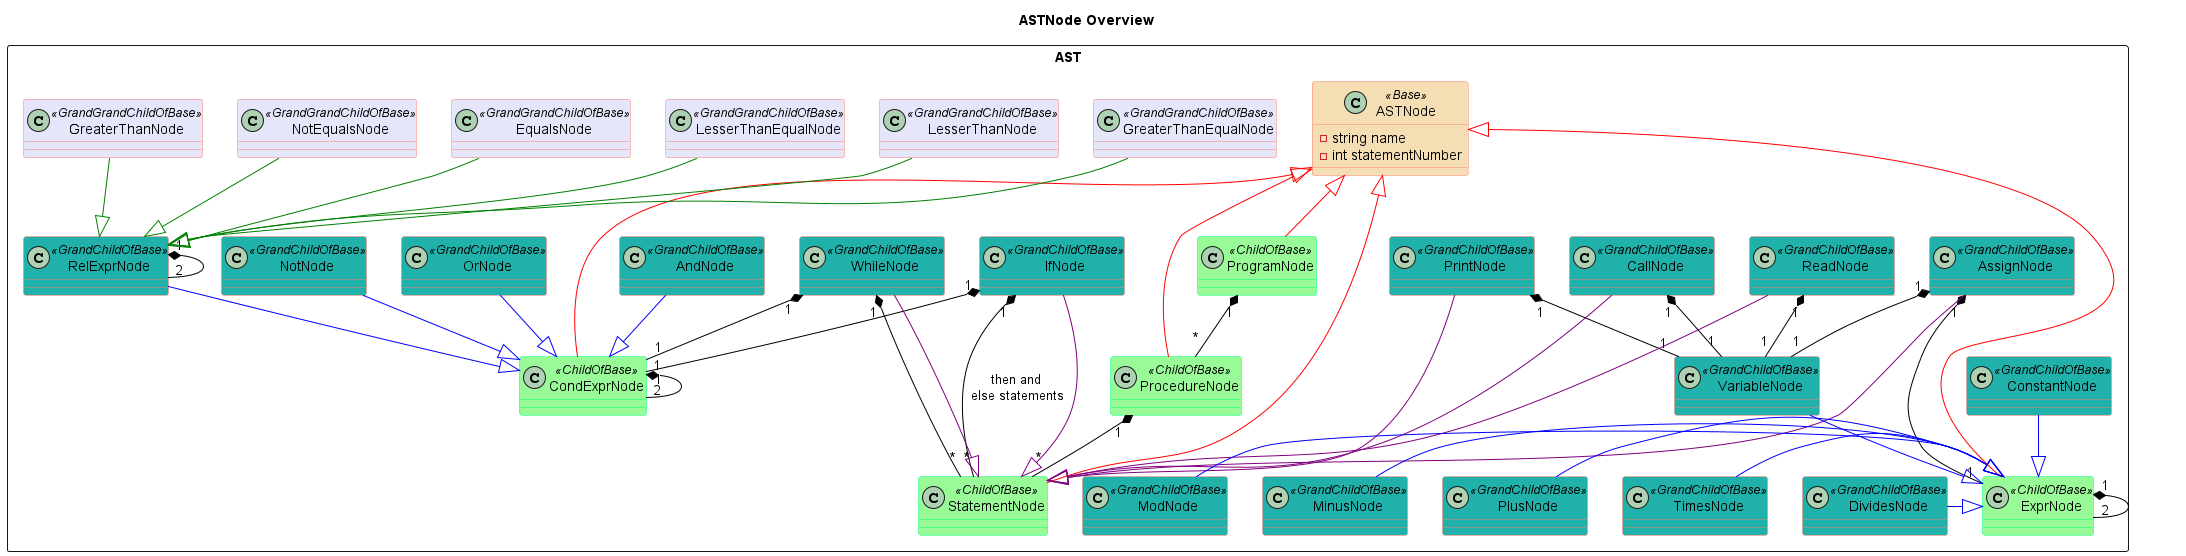 ASTNode Overview
AST
C «GrandGrandChildOfBase»
GreaterThanNode
C «GrandGrandChildOfBase»
NotEqualsNode
C «GrandGrandChildOfBase»
EqualsNode
C «GrandGrandChildOfBase»
LesserThanEqualNode
C «GrandGrandChildOfBase»
LesserThanNode
C «GrandGrandChildOfBase»
GreaterThanEqualNode
C «Base»
ASTNode
string name
int statementNumber
C «GrandChildOfBase»
RelExprNode
1
2
C «GrandChildOfBase»
NotNode
C «GrandChildOfBase»
OrNode
C «GrandChildOfBase»
AndNode
C «GrandChildOfBase»
WhileNode
C «GrandChildOfBase»
IfNode
C «ChildOfBase»
ProgramNode
C «GrandChildOfBase»
PrintNode
C «GrandChildOfBase»
CallNode
C «GrandChildOfBase»
ReadNode
C «GrandChildOfBase»
AssignNode
1
1
1
1
1
1
1
1
1
1
1
*
1
1
1
1
1
1
C «ChildOfBase»
CondExprNode
1
2
then and
else statements
C «ChildOfBase»
ProcedureNode
C «GrandChildOfBase»
VariableNode
C «GrandChildOfBase»
ConstantNode
1
*
*
*
1
C «ChildOfBase»
StatementNode
C «GrandChildOfBase»
ModNode
C «GrandChildOfBase»
MinusNode
C «GrandChildOfBase»
PlusNode
C «GrandChildOfBase»
TimesNode
C «GrandChildOfBase»
DividesNode
C «ChildOfBase»
ExprNode
1
2